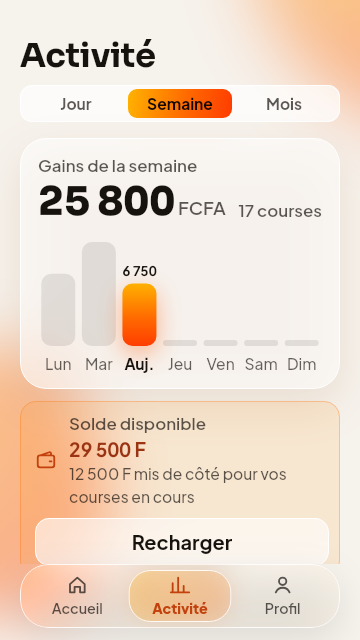 Activité
Jour Semaine Mois
Gains de la semaine
25 800 FCFA 17 courses
6 750
Lun Mar Auj. Jeu Ven Sam Dim
Solde disponible
29 500 F
12 500 F mis de côté pour vos
courses en cours
Recharger
Accueil Activité Profil